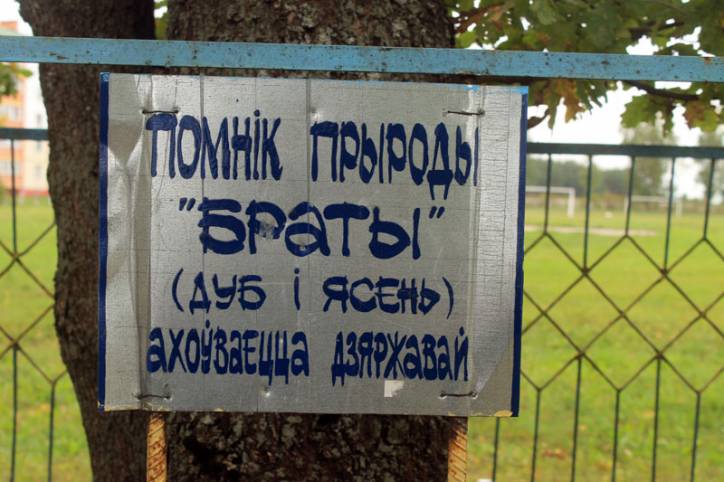 ПОМНІК ПРЫРОДЫ
"БРАТЫ"
(ДУБ І ЯСЕНЬ)
АХОЎВАЕЦЦА ДЗЯРЖАВАЙ